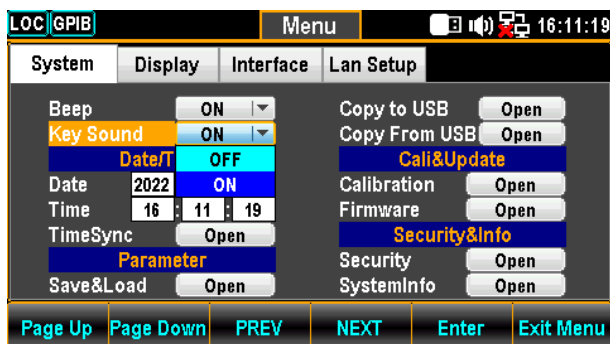 LOC GPIB Menu 16:11:19
System Display Interface Lan Setup
Beep ON
Key Sound ON
OFF
ON
Date/T
Date 2022
Time 16 : 11 : 19
TimeSync Open
Parameter
Save&Load Open
Copy to USB Open
Copy From USB Open
Cali&Update
Calibration Open
Firmware Open
Security&Info
Security Open
SystemInfo Open
Page Up Page Down PREV NEXT Enter Exit Menu